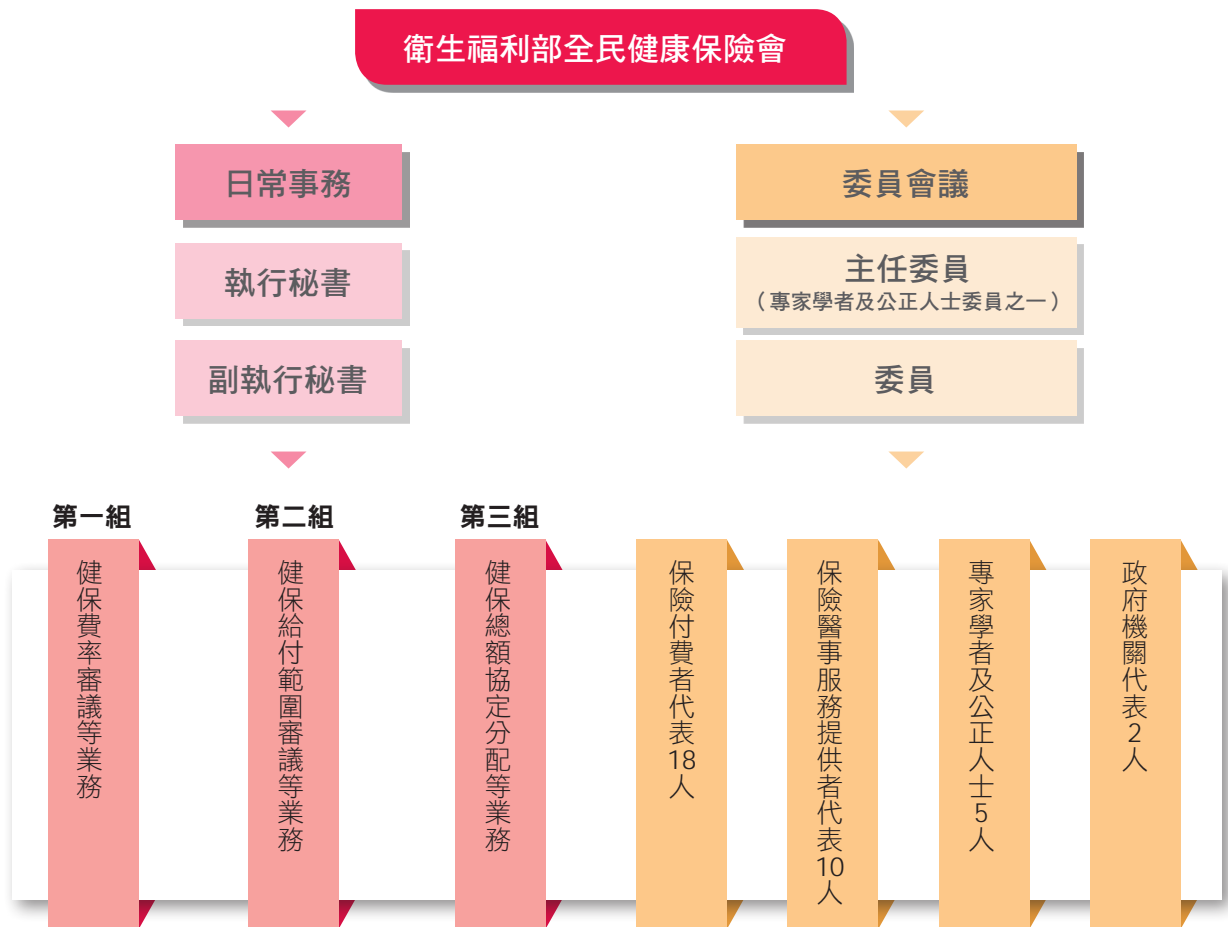 衛生福利部全民健康保險會
日常事務
執行秘書
副執行秘書
委員會議
主任委員
（專家學者及公正人士委員之一）
委員
第一組
健保費率審議等業務
第二組
健保給付範圍審議等業務
第三組
健保總額協定分配等業務
保險付費者代表18人
保險醫事服務提供者代表10人
專家學者及公正人士5人
政府機關代表2人